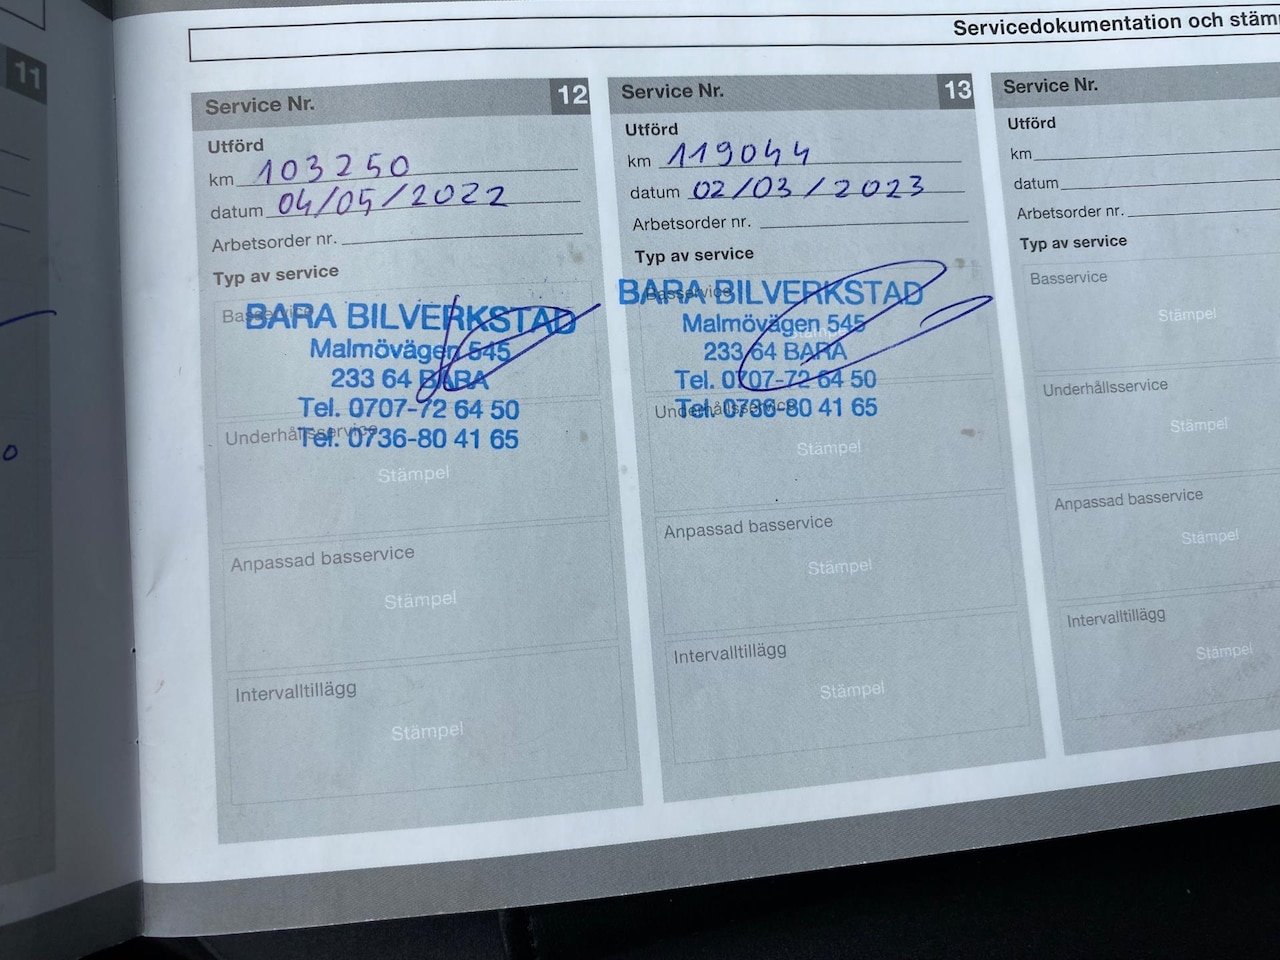 11
Servicedokumentation och stäm
Service Nr. 12
Utförd
km 103250
datum 04/05/2022
Arbetsorder nr.
Typ av service
Basservice
BARA BILVERKSTAD
Malmövägen 545
233 64 BARA
Tel. 0707-72 64 50
Underhållsservice
Tel. 0736-80 41 65
Stämpel
Anpassad basservice
Stämpel
Intervalltillägg
Stämpel
Service Nr. 13
Utförd
km 119044
datum 02/03/2023
Arbetsorder nr.
Typ av service
Basservice
BARA BILVERKSTAD
Stämpel
Malmövägen 545
233 64 BARA
Tel. 0707-72 64 50
Underhållsservice
Tel. 0736-80 41 65
Stämpel
Anpassad basservice
Stämpel
Intervalltillägg
Stämpel
Service Nr.
Utförd
km
datum
Arbetsorder nr.
Typ av service
Basservice
Stämpel
Underhållsservice
Stämpel
Anpassad basservice
Stämpel
Intervalltillägg
Stämpel